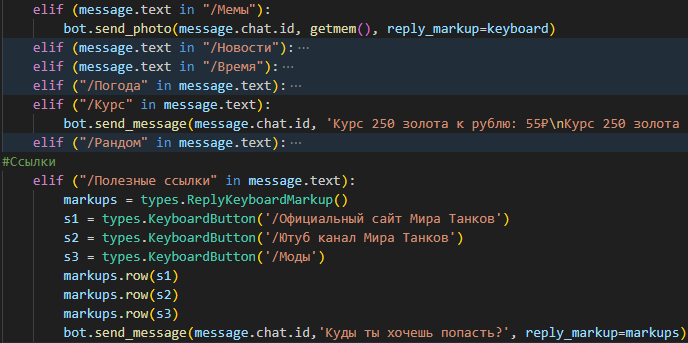 elif (message.text in "/Мемы"):
bot.send_photo(message.chat.id, getmem(), reply_markup=keyboard)
elif (message.text in "/Новости"):···
elif (message.text in "/Время"):···
elif ("/Погода" in message.text):···
elif ("/Курс" in message.text):
bot.send_message(message.chat.id, 'Курс 250 золота к рублю: 55₽\nКурс 250 золота
elif ("/Рандом" in message.text):···
#Ссылки
elif ("/Полезные ссылки" in message.text):
markups = types.ReplyKeyboardMarkup()
s1 = types.KeyboardButton('/Официальный сайт Мира Танков')
s2 = types.KeyboardButton('/Ютуб канал Мира Танков')
s3 = types.KeyboardButton('/Моды')
markups.row(s1)
markups.row(s2)
markups.row(s3)
bot.send_message(message.chat.id,'Куды ты хочешь попасть?', reply_markup=markups)